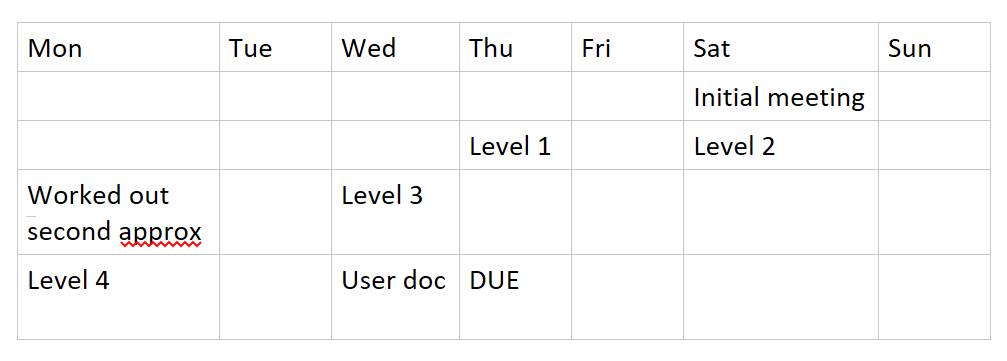 Mon Tue Wed Thu Fri Sat Sun
Initial meeting
Level 1 Level 2
Worked out
second approx
Level 3
Level 4 User doc DUE